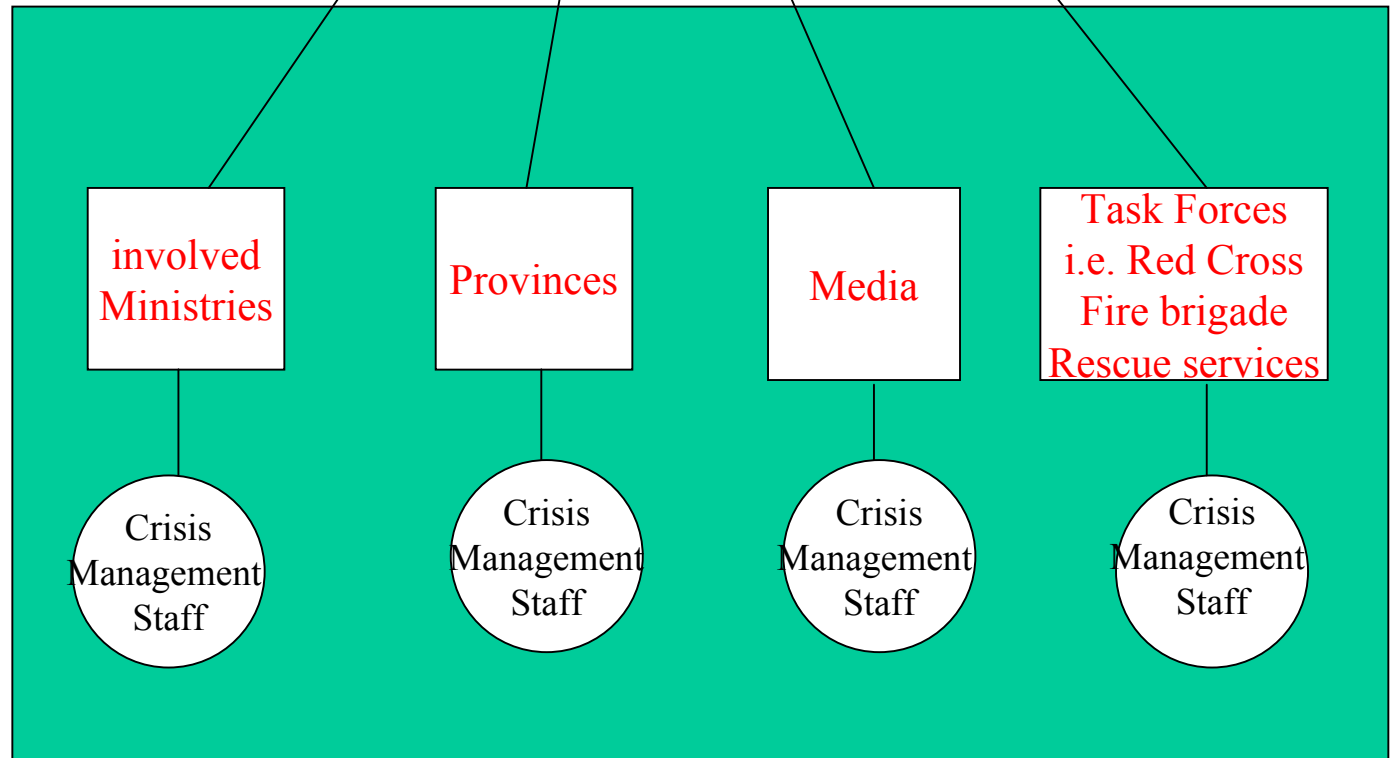 involved
Ministries
Provinces
Media
Task Forces
i.e. Red Cross
Fire brigade
Rescue services
Crisis
Management
Staff
Crisis
Management
Staff
Crisis
Management
Staff
Crisis
Management
Staff